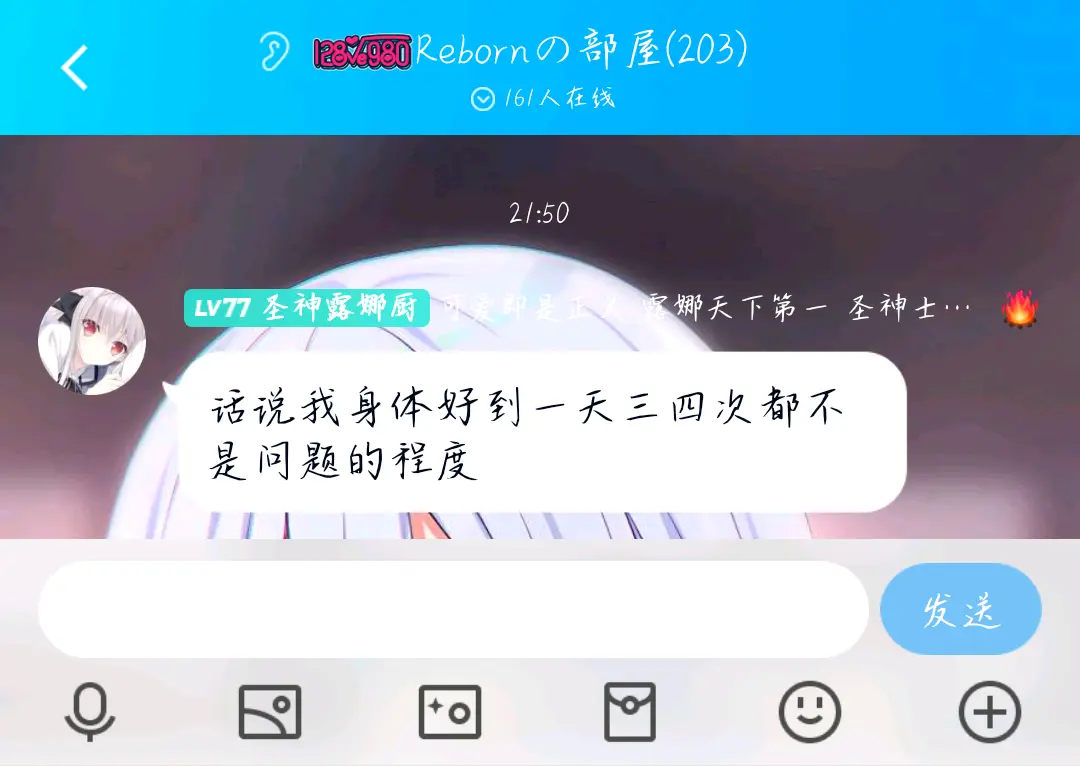 Rebornの部屋(203)
161人在线
21:50
LV77 圣神露娜厨 可爱即是正义 露娜天下第一 圣神士…
话说我身体好到一天三四次都不
是问题的程度
发送